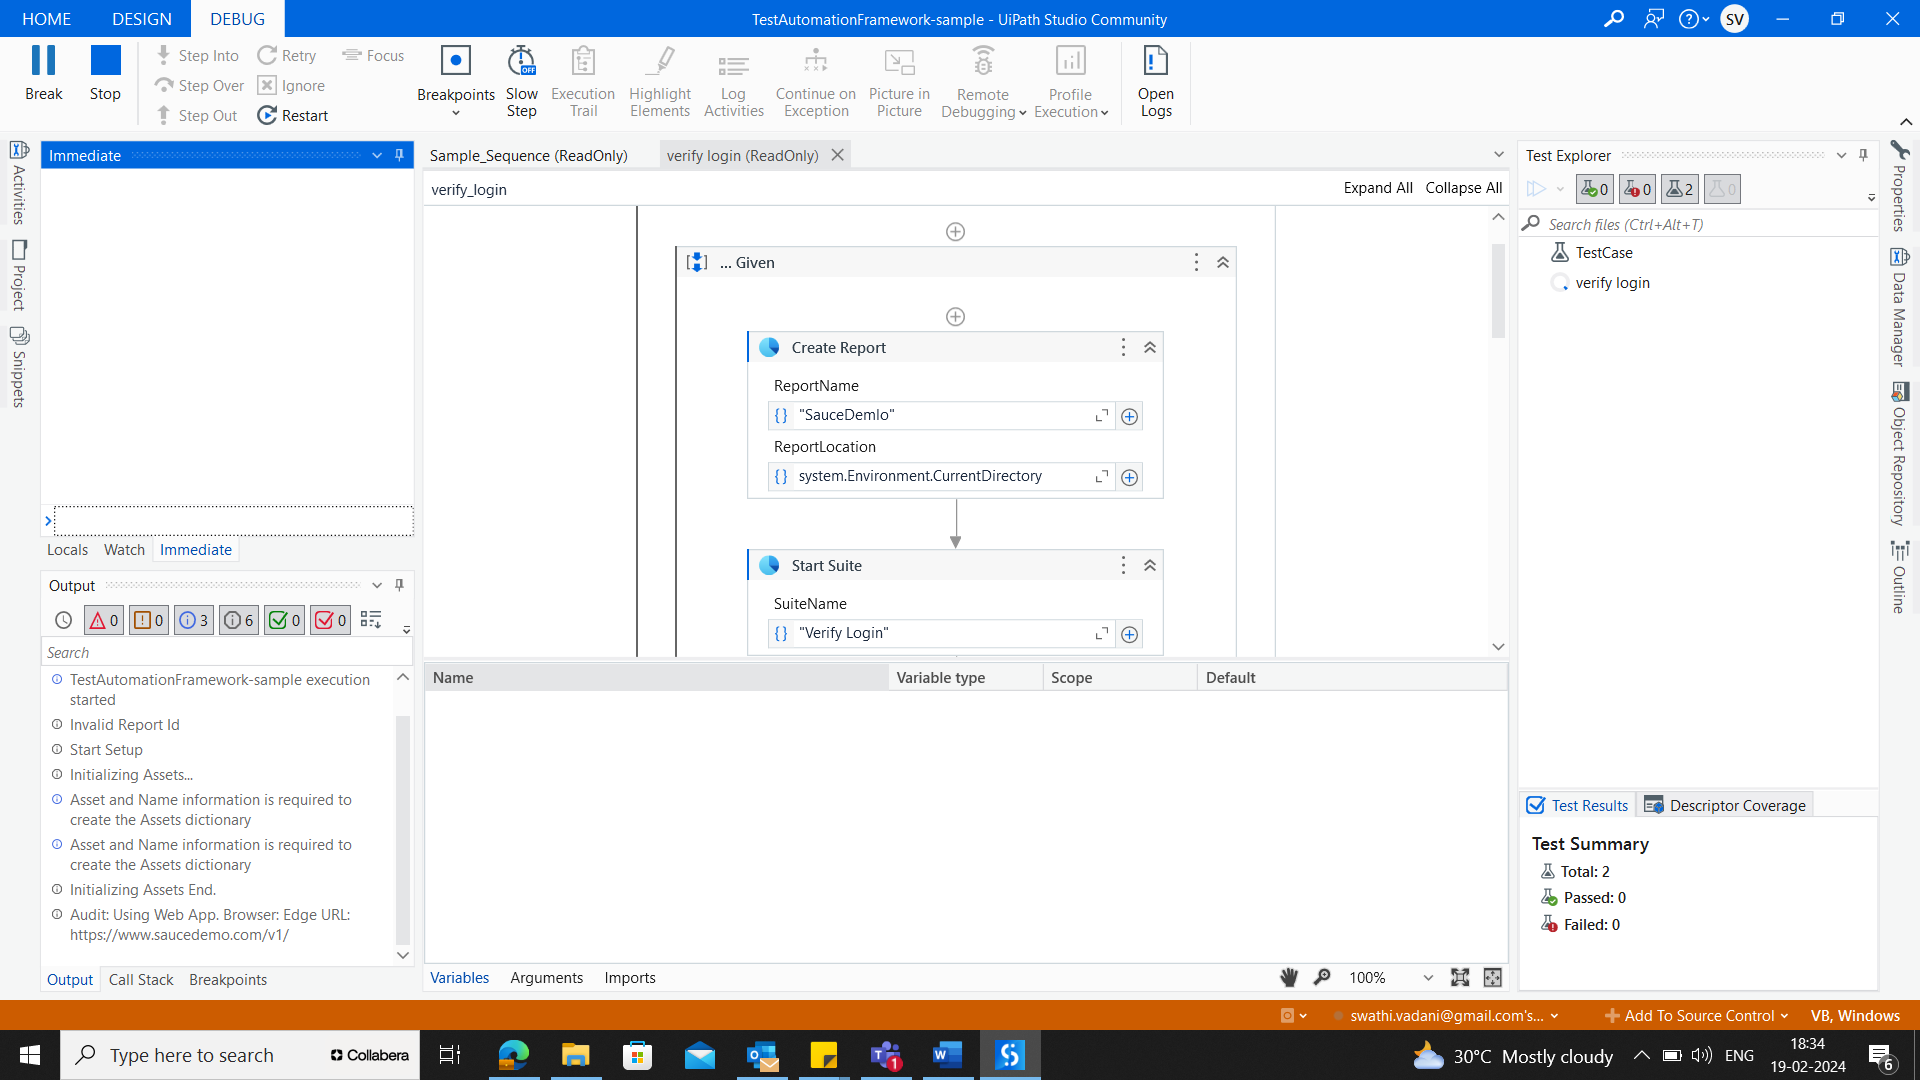 HOME DESIGN DEBUG
TestAutomationFramework-sample - UiPath Studio Community
SV
Break
Stop
Step Into
Step Over
Step Out
Retry
Ignore
Restart
Focus
Breakpoints
Slow
Step
OFF
Execution
Trail
Highlight
Elements
Log
Activities
Continue on
Exception
Picture in
Picture
Remote
Debugging
Profile
Execution
Open
Logs
Activities
Project
Snippets
Immediate
Locals Watch Immediate
Output
0 0 3 6 0 0
Search
TestAutomationFramework-sample execution
started
Invalid Report Id
Start Setup
Initializing Assets...
Asset and Name information is required to
create the Assets dictionary
Asset and Name information is required to
create the Assets dictionary
Initializing Assets End.
Audit: Using Web App. Browser: Edge URL:
https://www.saucedemo.com/v1/
Output Call Stack Breakpoints
Sample_Sequence (ReadOnly)
verify login (ReadOnly)
verify_login
Expand All Collapse All
... Given
Create Report
ReportName
{} "SauceDemlo"
ReportLocation
{} system.Environment.CurrentDirectory
Start Suite
SuiteName
{} "Verify Login"
Name Variable type Scope Default
Variables Arguments Imports
100%
Test Explorer
0 0 2 0
Search files (Ctrl+Alt+T)
TestCase
verify login
Test Results
Descriptor Coverage
Test Summary
Total: 2
Passed: 0
Failed: 0
Properties
Data Manager
Object Repository
Outline
swathi.vadani@gmail.com's...
Add To Source Control
VB, Windows
Type here to search
Collabera
1
30°C Mostly cloudy
ENG
18:34
19-02-2024
6